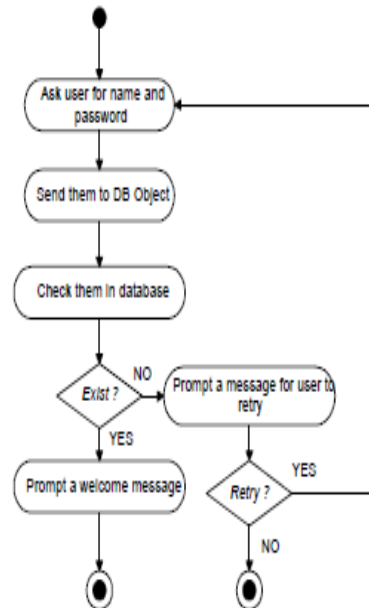 Ask user for name and
password
Send them to DB Object
Check them in database
Exist ?
NO
Prompt a message for user to
retry
YES
Prompt a welcome message
Retry ?
YES
NO